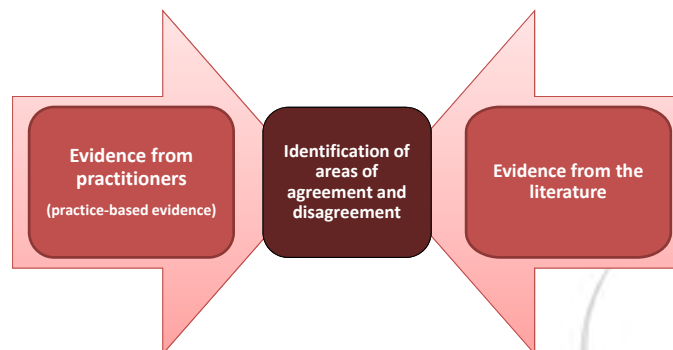 Evidence from
practitioners
(practice-based evidence)
Identification of
areas of
agreement and
disagreement
Evidence from the
literature